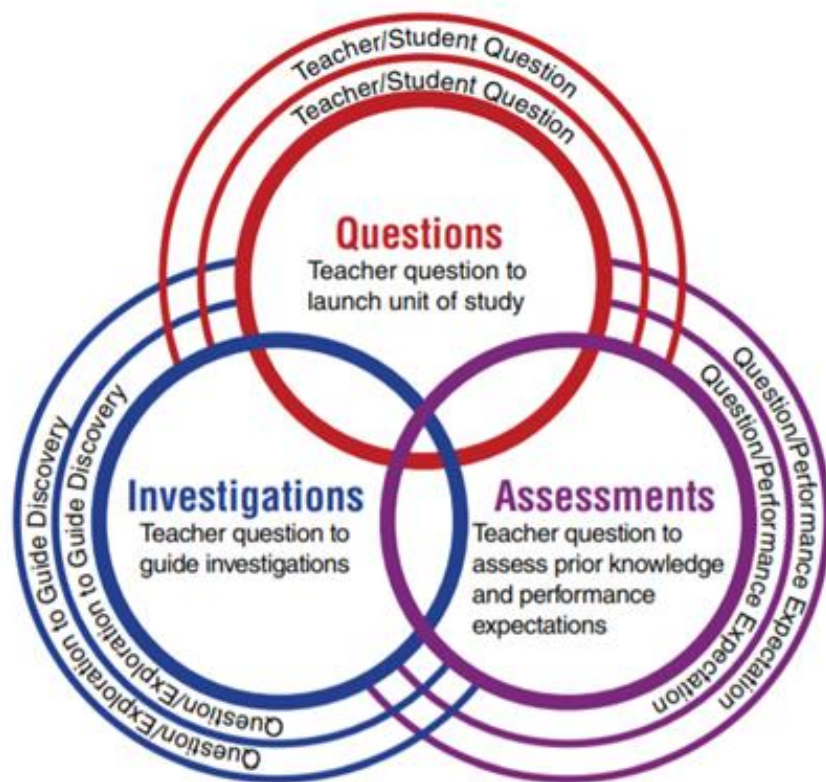 Teacher/Student Question
Teacher/Student Question
Questions
Teacher question to
launch unit of study
Investigations
Teacher question to
guide investigations
Assessments
Teacher question to
assess prior knowledge
and performance
expectations
Question/Exploration to Guide Discovery
Question/Exploration to Guide Discovery
Question/Performance Expectation
Question/Performance Expectation